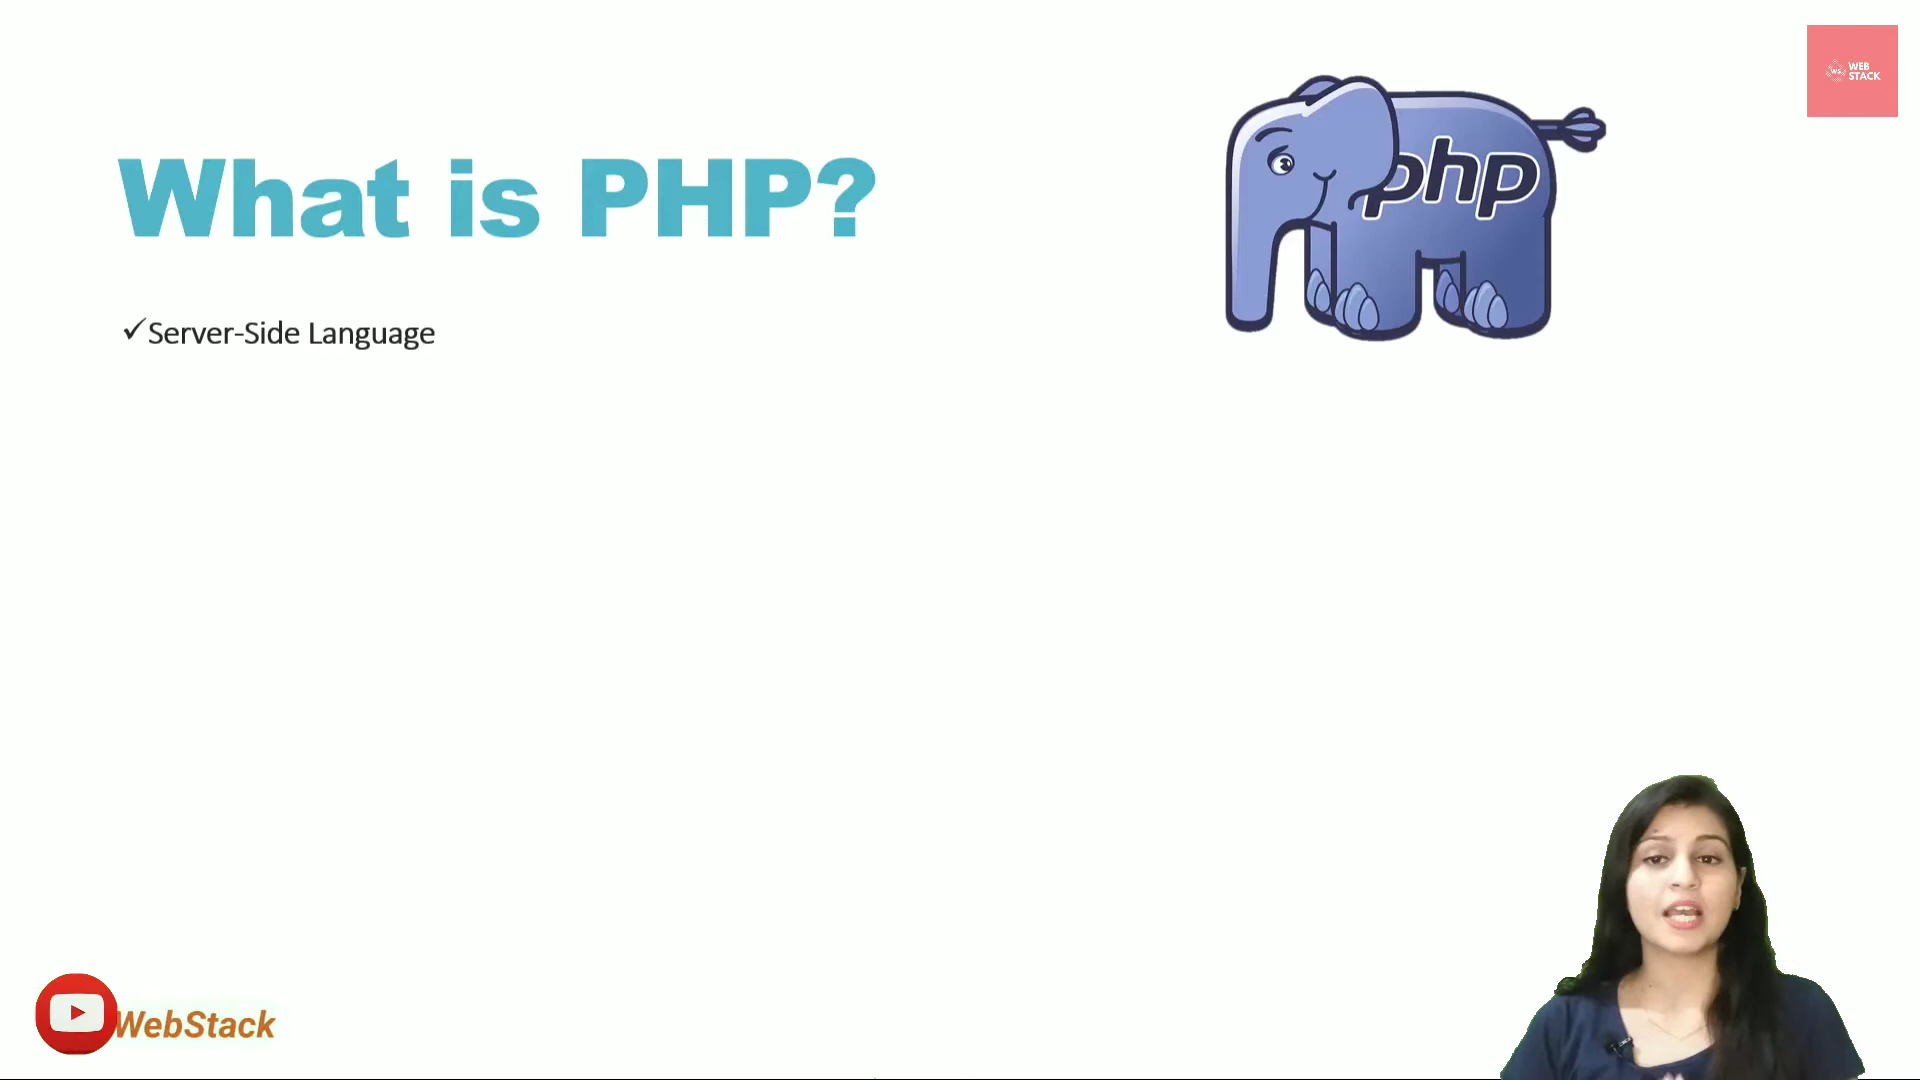 WEB
STACK
php
What is PHP?
✓Server-Side Language
WebStack